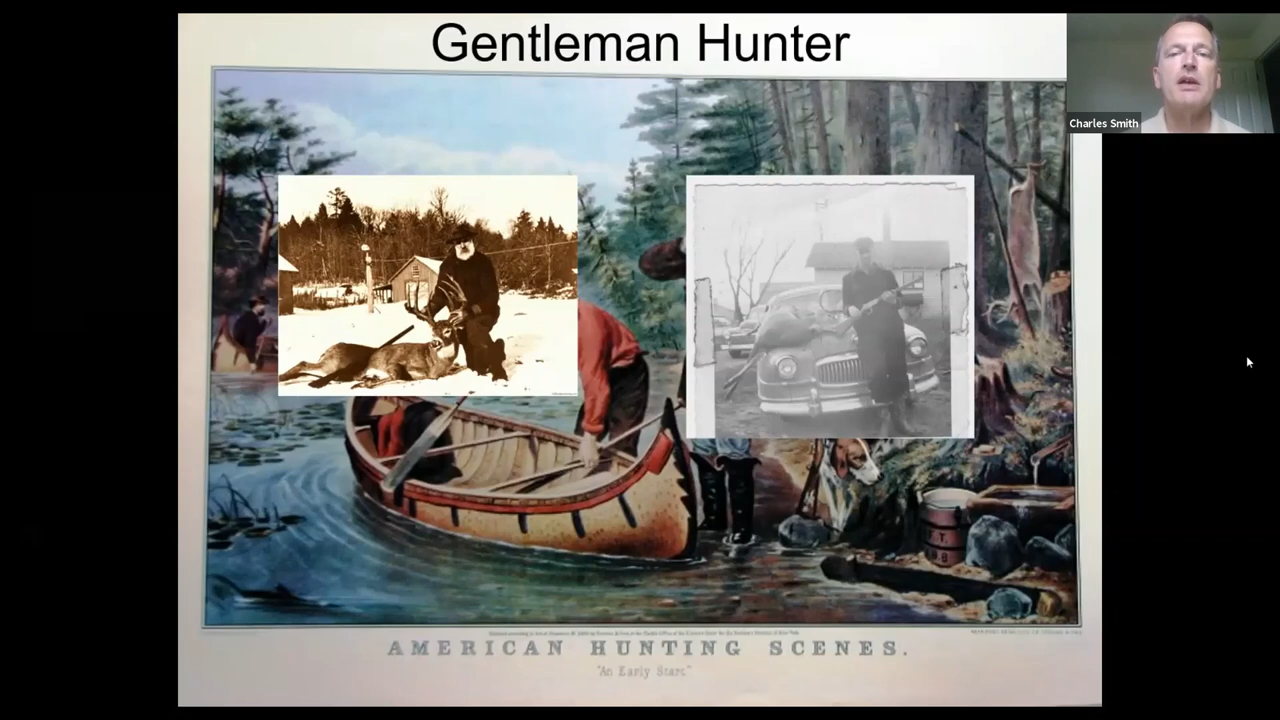 Gentleman Hunter
Charles Smith
AMERICAN HUNTING SCENES.
"An Early Start."